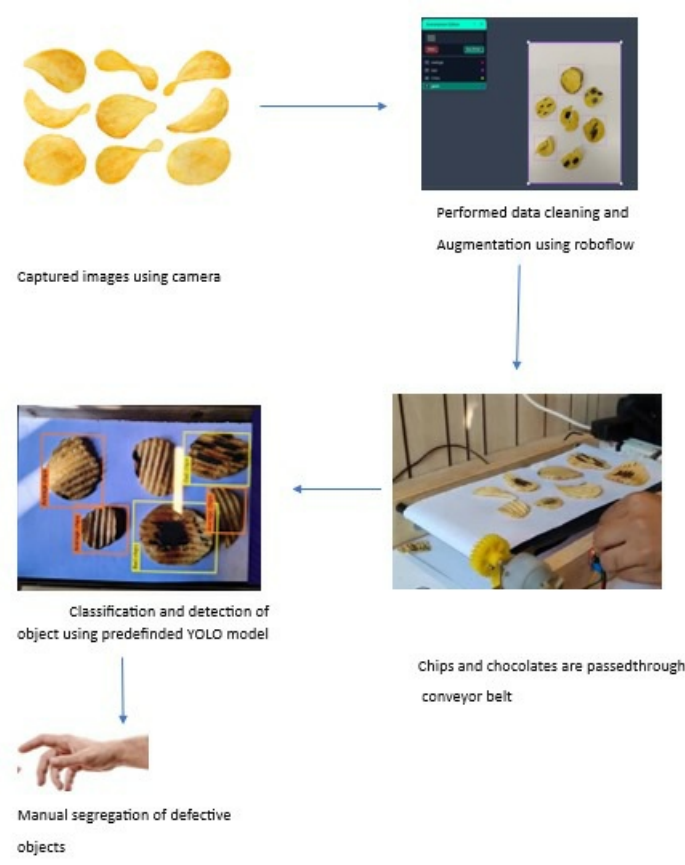 Performed data cleaning and
Augmentation using roboflow
Captured images using camera
Classification and detection of
object using predefinded YOLO model
Chips and chocolates are passedthrough
conveyor belt
Manual segregation of defective
objects